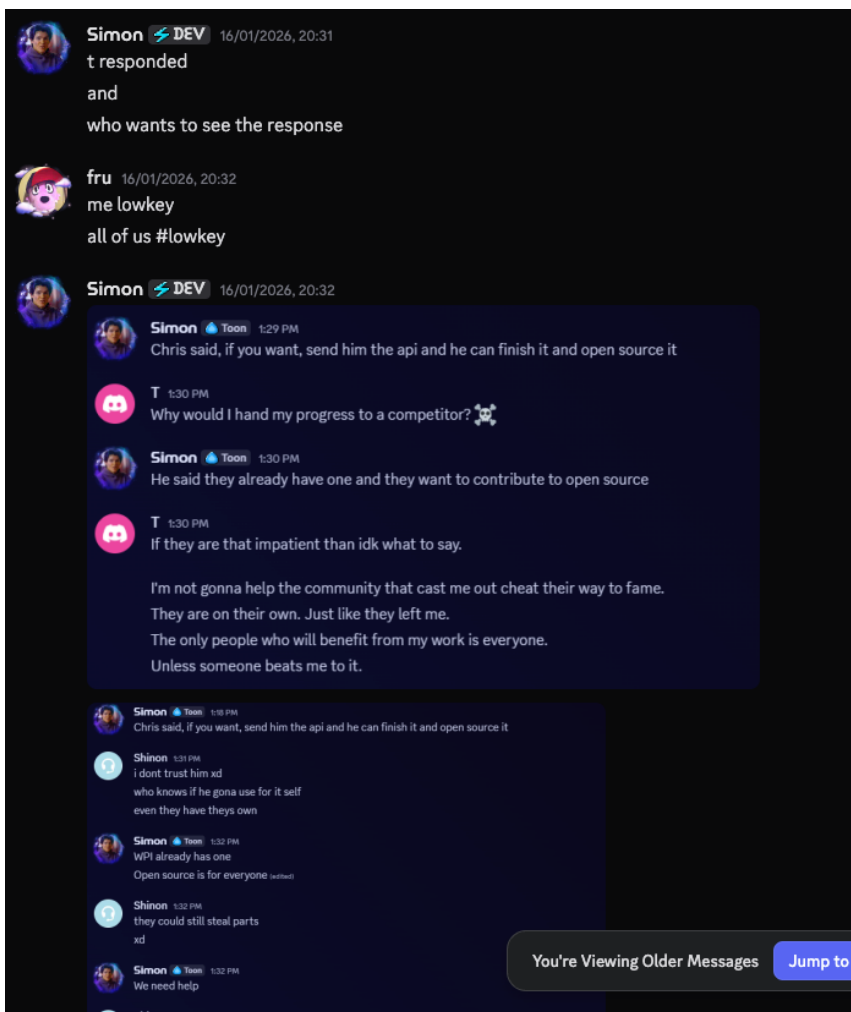 Simon DEV 16/01/2026, 20:31
t responded
and
who wants to see the response
fru 16/01/2026, 20:32
me lowkey
all of us #lowkey
Simon DEV 16/01/2026, 20:32
Simon Toon 1:29 PM
Chris said, if you want, send him the api and he can finish it and open source it
T 1:30 PM
Why would I hand my progress to a competitor?
Simon Toon 1:30 PM
He said they already have one and they want to contribute to open source
T 1:30 PM
If they are that impatient than idk what to say.
I'm not gonna help the community that cast me out cheat their way to fame.
They are on their own. Just like they left me.
The only people who will benefit from my work is everyone.
Unless someone beats me to it.
Simon Toon 1:18 PM
Chris said, if you want, send him the api and he can finish it and open source it
Shinon 1:31 PM
i dont trust him xd
who knows if he gona use for it self
even they have theys own
Simon Toon 1:32 PM
WPI already has one
Open source is for everyone (edited)
Shinon 1:32 PM
they could still steal parts
xd
Simon Toon 1:32 PM
We need help
You're Viewing Older Messages
Jump to